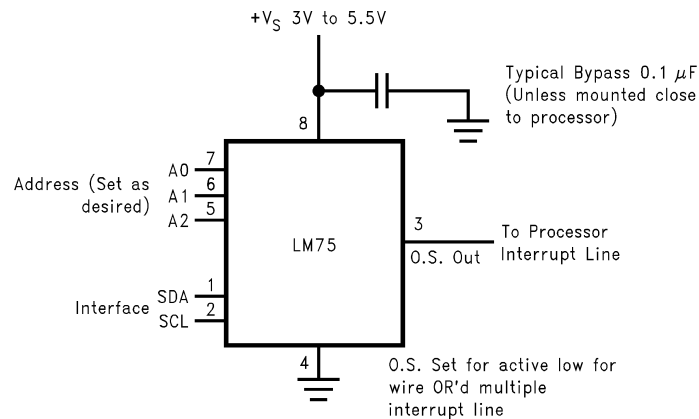 +VS 3V to 5.5V
Typical Bypass 0.1 μF
(Unless mounted close
to processor)
8
Address (Set as
desired)
A0 7
A1 6
A2 5
LM75
3
O.S. Out
To Processor
Interrupt Line
Interface
SDA 1
SCL 2
4
O.S. Set for active low for
wire OR'd multiple
interrupt line